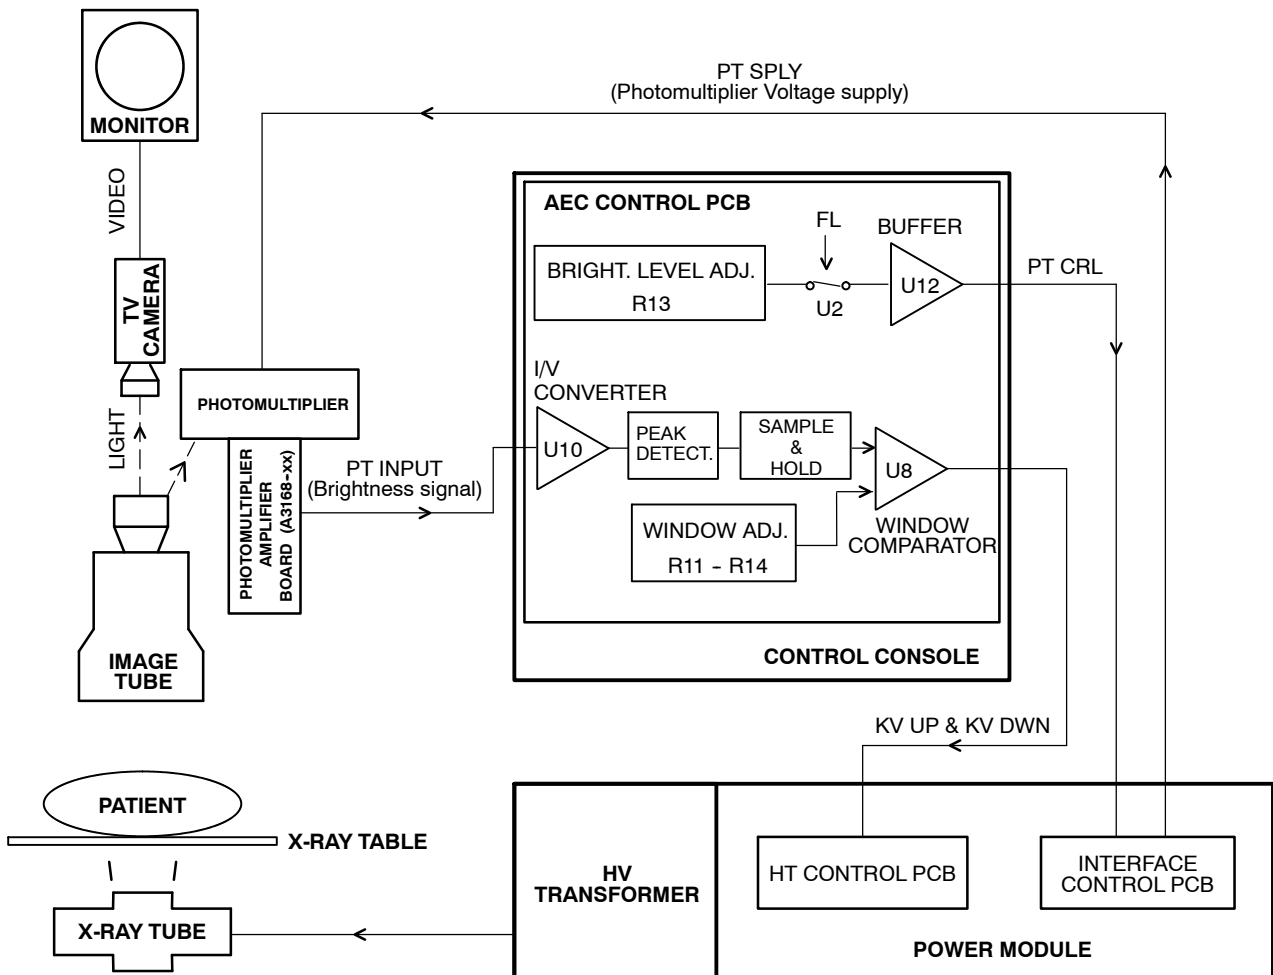 MONITOR
VIDEO
TV
CAMERA
LIGHT
IMAGE
TUBE
PHOTOMULTIPLIER
PHOTOMULTIPLIER
AMPLIFIER
BOARD (A3168-xx)
PT INPUT
(Brightness signal)
PT SPLY
(Photomultiplier Voltage supply)
AEC CONTROL PCB
BRIGHT. LEVEL ADJ.
R13
FL
U2
BUFFER
U12
PT CRL
I/V
CONVERTER
U10
PEAK
DETECT.
SAMPLE
&
HOLD
U8
WINDOW ADJ.
R11 - R14
WINDOW
COMPARATOR
CONTROL CONSOLE
KV UP & KV DWN
PATIENT
X-RAY TABLE
X-RAY TUBE
HV
TRANSFORMER
HT CONTROL PCB
INTERFACE
CONTROL PCB
POWER MODULE